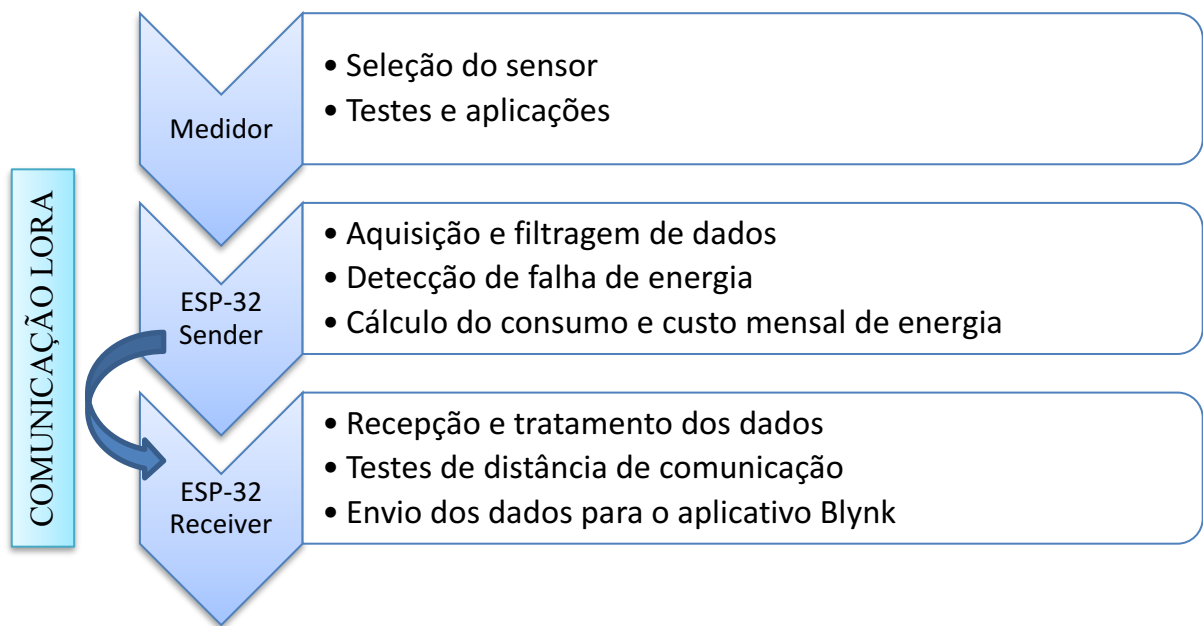 COMUNICAÇÃO LORA
Medidor
• Seleção do sensor
• Testes e aplicações
ESP-32
Sender
• Aquisição e filtragem de dados
• Detecção de falha de energia
• Cálculo do consumo e custo mensal de energia
ESP-32
Receiver
• Recepção e tratamento dos dados
• Testes de distância de comunicação
• Envio dos dados para o aplicativo Blynk